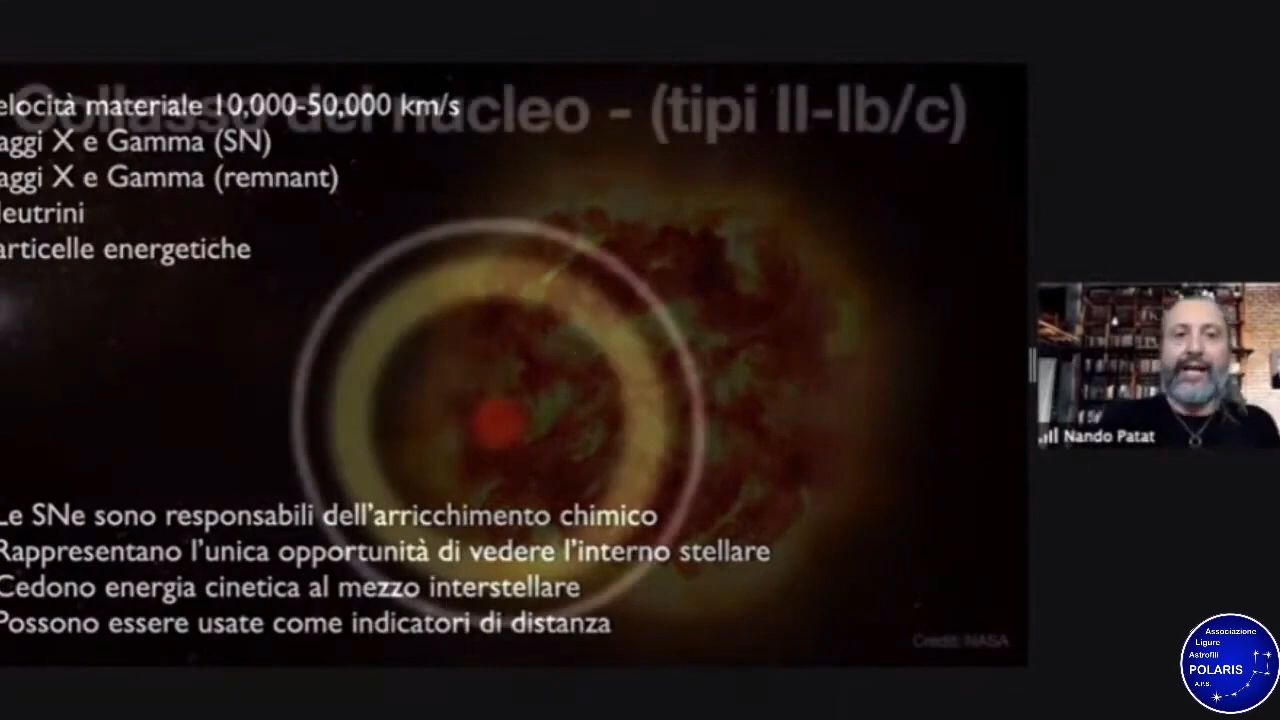 Collasso del nucleo - (tipi II-Ib/c)
elocità materiale 10,000-50,000 km/s
aggi X e Gamma (SN)
aggi X e Gamma (remnant)
Neutrini
articelle energetiche
Le SNe sono responsabili dell'arricchimento chimico
Rappresentano l'unica opportunità di vedere l'interno stellare
Cedono energia cinetica al mezzo interstellare
Possono essere usate come indicatori di distanza
Credit: NASA
Nando Patat
Associazione
Ligure
Astrofili
POLARIS
A.P.S.